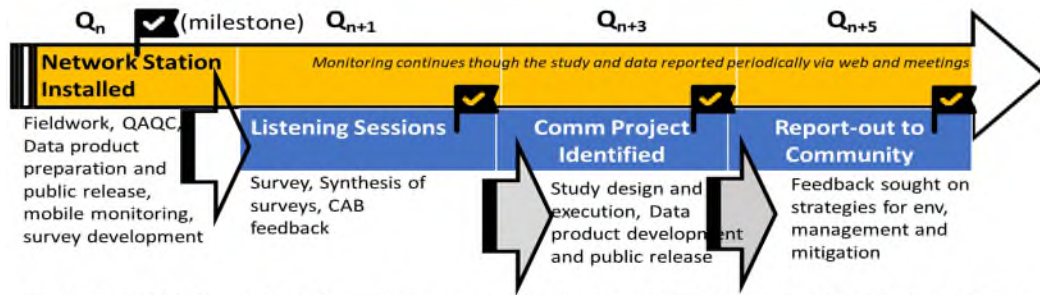 Qn (milestone) Qn+1 Qn+3 Qn+5
Network Station
Installed
Monitoring continues though the study and data reported periodically via web and meetings
Fieldwork, QAQC,
Data product
preparation and
public release,
mobile monitoring,
survey development
Listening Sessions
Survey, Synthesis of
surveys, CAB
feedback
Comm Project
Identified
Study design and
execution, Data
product development
and public release
Report-out to
Community
Feedback sought on
strategies for env,
management and
mitigation